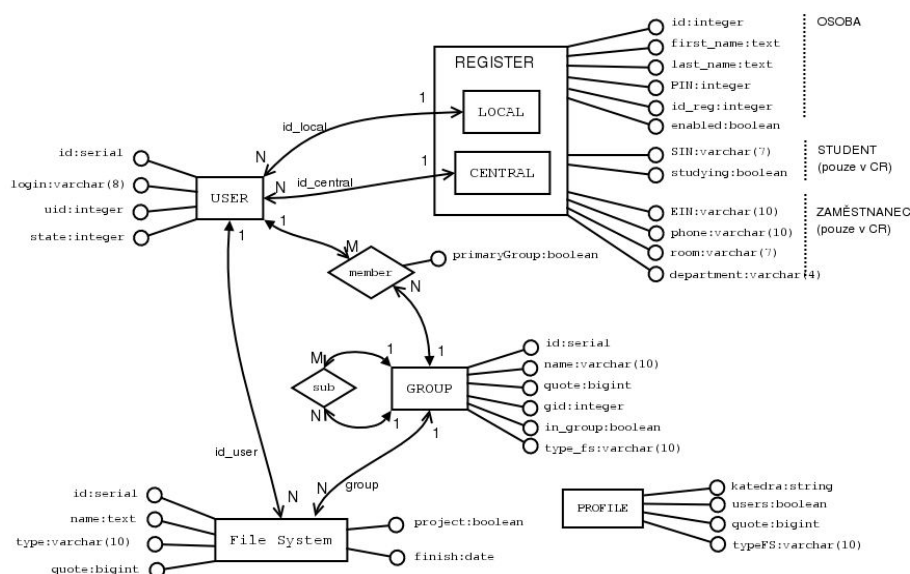 id:integer
OSOBA
first_name:text
last_name:text
PIN:integer
id_reg:integer
enabled:boolean
REGISTER
LOCAL
CENTRAL
SIN:varchar(7)
studying:boolean
STUDENT
(pouze v CR)
EIN:varchar(10)
phone:varchar(10)
room:varchar(7)
department:varchar(4)
ZAMĚSTNANEC
(pouze v CR)
1
id_local
N
1
id_central
N
id:serial
login:varchar(8)
uid:integer
state:integer
USER
1
1
M
member
primaryGroup:boolean
N
1
M
1
sub
N
1
GROUP
1
id:serial
name:varchar(10)
quote:bigint
gid:integer
in_group:boolean
type_fs:varchar(10)
id_user
N
N
group
id:serial
name:text
type:varchar(10)
quote:bigint
File System
project:boolean
finish:date
PROFILE
katedra:string
users:boolean
quote:bigint
typeFS:varchar(10)